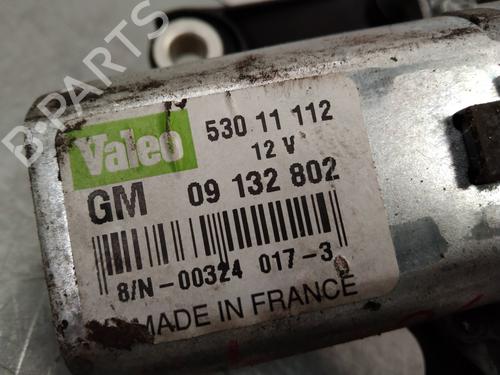 B-PARTS
Valeo
530 11 112
12 V
GM 09 132 802
8/N-00324 017-3
MADE IN FRANCE